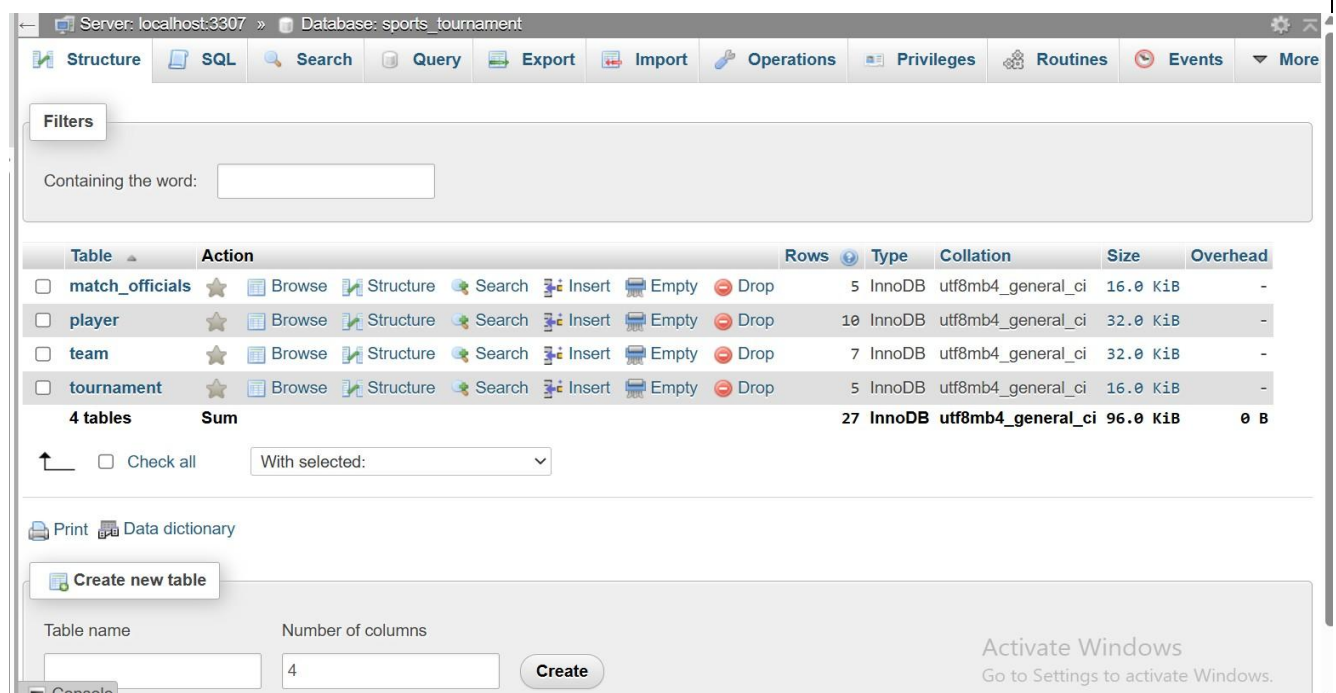 Server: localhost:3307 » Database: sports_tournament
Structure SQL Search Query Export Import Operations Privileges Routines Events More
Filters
Containing the word:
Table Action Rows Type Collation Size Overhead
match_officials Browse Structure Search Insert Empty Drop 5 InnoDB utf8mb4_general_ci 16.0 KiB -
player Browse Structure Search Insert Empty Drop 10 InnoDB utf8mb4_general_ci 32.0 KiB -
team Browse Structure Search Insert Empty Drop 7 InnoDB utf8mb4_general_ci 32.0 KiB -
tournament Browse Structure Search Insert Empty Drop 5 InnoDB utf8mb4_general_ci 16.0 KiB -
4 tables Sum 27 InnoDB utf8mb4_general_ci 96.0 KiB 0 B
Check all With selected:
Print Data dictionary
Create new table
Table name Number of columns
4 Create
Activate Windows
Go to Settings to activate Windows.
Console